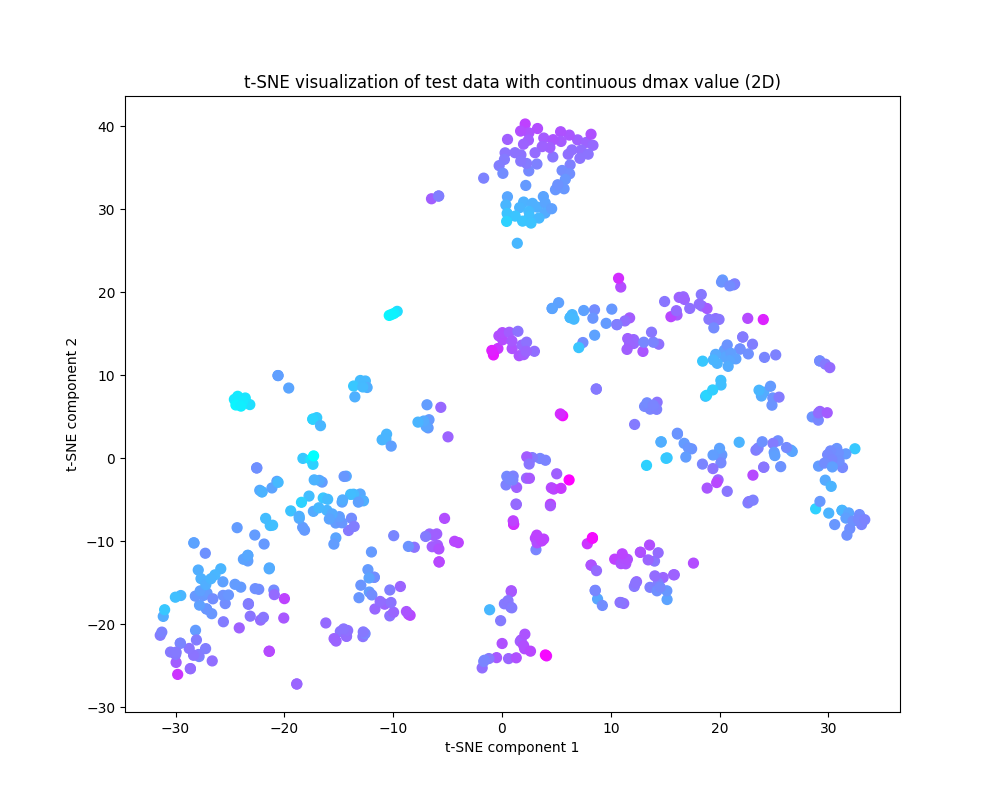 t-SNE visualization of test data with continuous dmax value (2D)
40
30
20
10
0
−10
−20
−30
t-SNE component 2
−30 −20 −10 0 10 20 30
t-SNE component 1